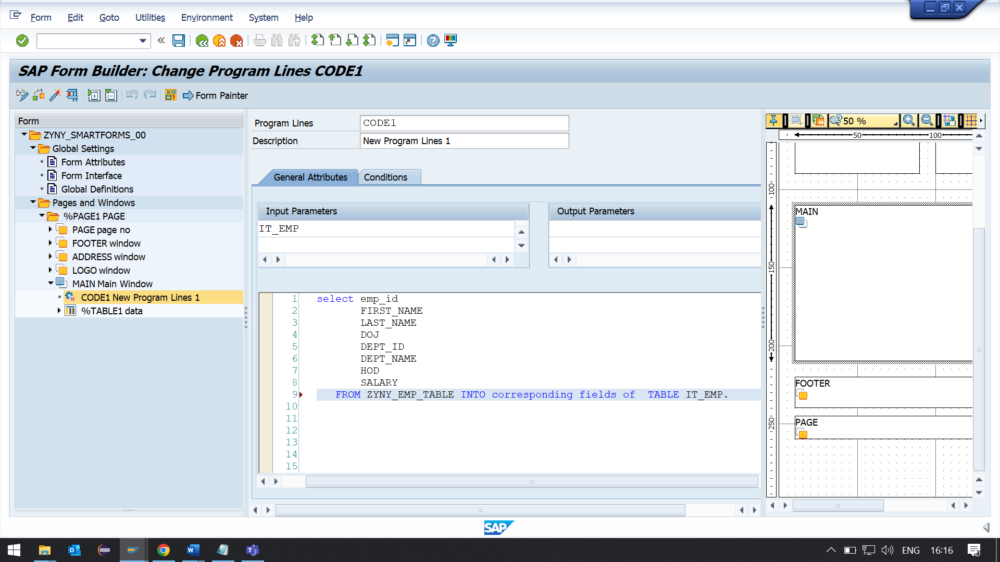 Form Edit Goto Utilities Environment System Help
SAP Form Builder: Change Program Lines CODE1
Form Painter
Form
ZYNY_SMARTFORMS_00
Global Settings
Form Attributes
Form Interface
Global Definitions
Pages and Windows
%PAGE1 PAGE
PAGE page no
FOOTER window
ADDRESS window
LOGO window
MAIN Main Window
CODE1 New Program Lines 1
%TABLE1 data
Program Lines CODE1
Description New Program Lines 1
General Attributes Conditions
Input Parameters Output Parameters
IT_EMP
1 select emp_id
2 FIRST_NAME
3 LAST_NAME
4 DOJ
5 DEPT_ID
6 DEPT_NAME
7 HOD
8 SALARY
9 FROM ZYNY_EMP_TABLE INTO corresponding fields of TABLE IT_EMP.
10
11
12
13
14
15
50 %
50 100
100
150
200
250
MAIN
FOOTER
PAGE
SAP
ENG 16:16